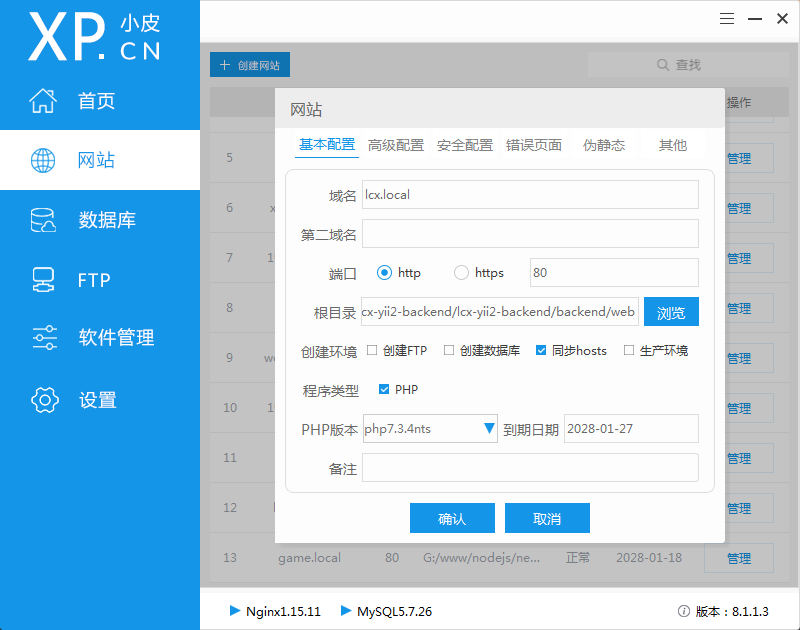 XP.CN 小皮
首页
网站
数据库
FTP
软件管理
设置
创建网站
查找
操作
5 管理
6 x 管理
7 1 管理
8 管理
9 we 管理
10 1 管理
11 管理
12 管理
13 game.local 80 G:/www/nodejs/ne... 正常 2028-01-18 管理
网站
基本配置 高级配置 安全配置 错误页面 伪静态 其他
域名 lcx.local
第二域名
端口 http https 80
根目录 cx-yii2-backend/lcx-yii2-backend/backend/web 浏览
创建环境 创建FTP 创建数据库 同步hosts 生产环境
程序类型 PHP
PHP版本 php7.3.4nts 到期日期 2028-01-27
备注
确认 取消
Nginx1.15.11 MySQL5.7.26 版本：8.1.1.3